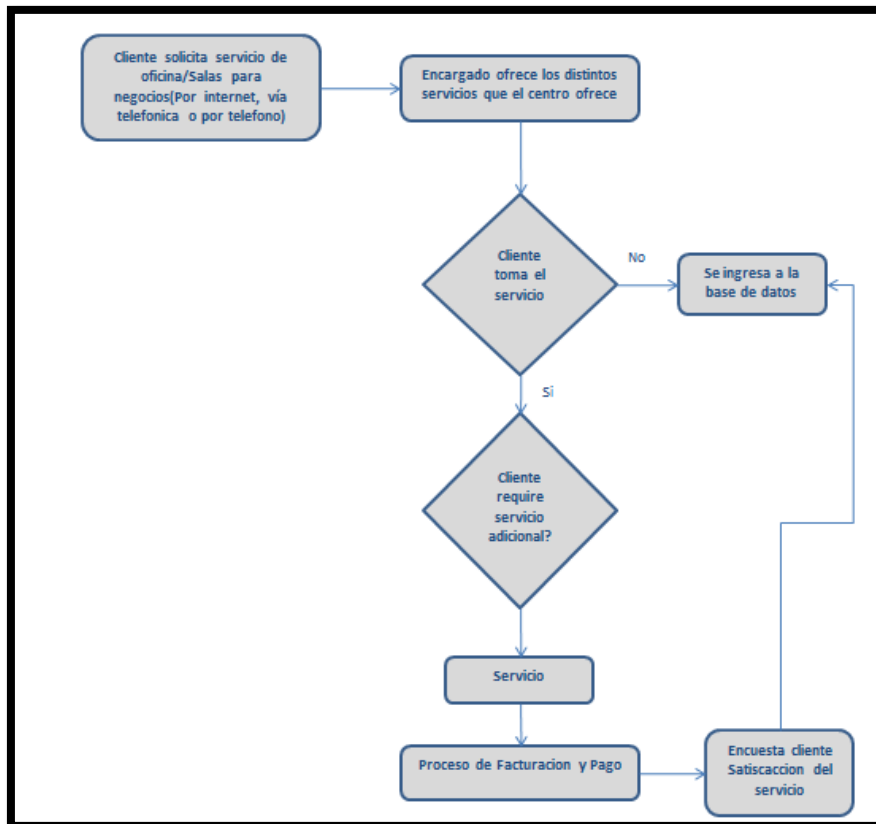 Cliente solicita servicio de
oficina/Salas para
negocios(Por internet, vía
telefonica o por telefono)
Encargado ofrece los distintos
servicios que el centro ofrece
Cliente
toma el
servicio
No
Se ingresa a la
base de datos
Si
Cliente
require
servicio
adicional?
Servicio
Proceso de Facturacion y Pago
Encuesta cliente
Satiscaccion del
servicio